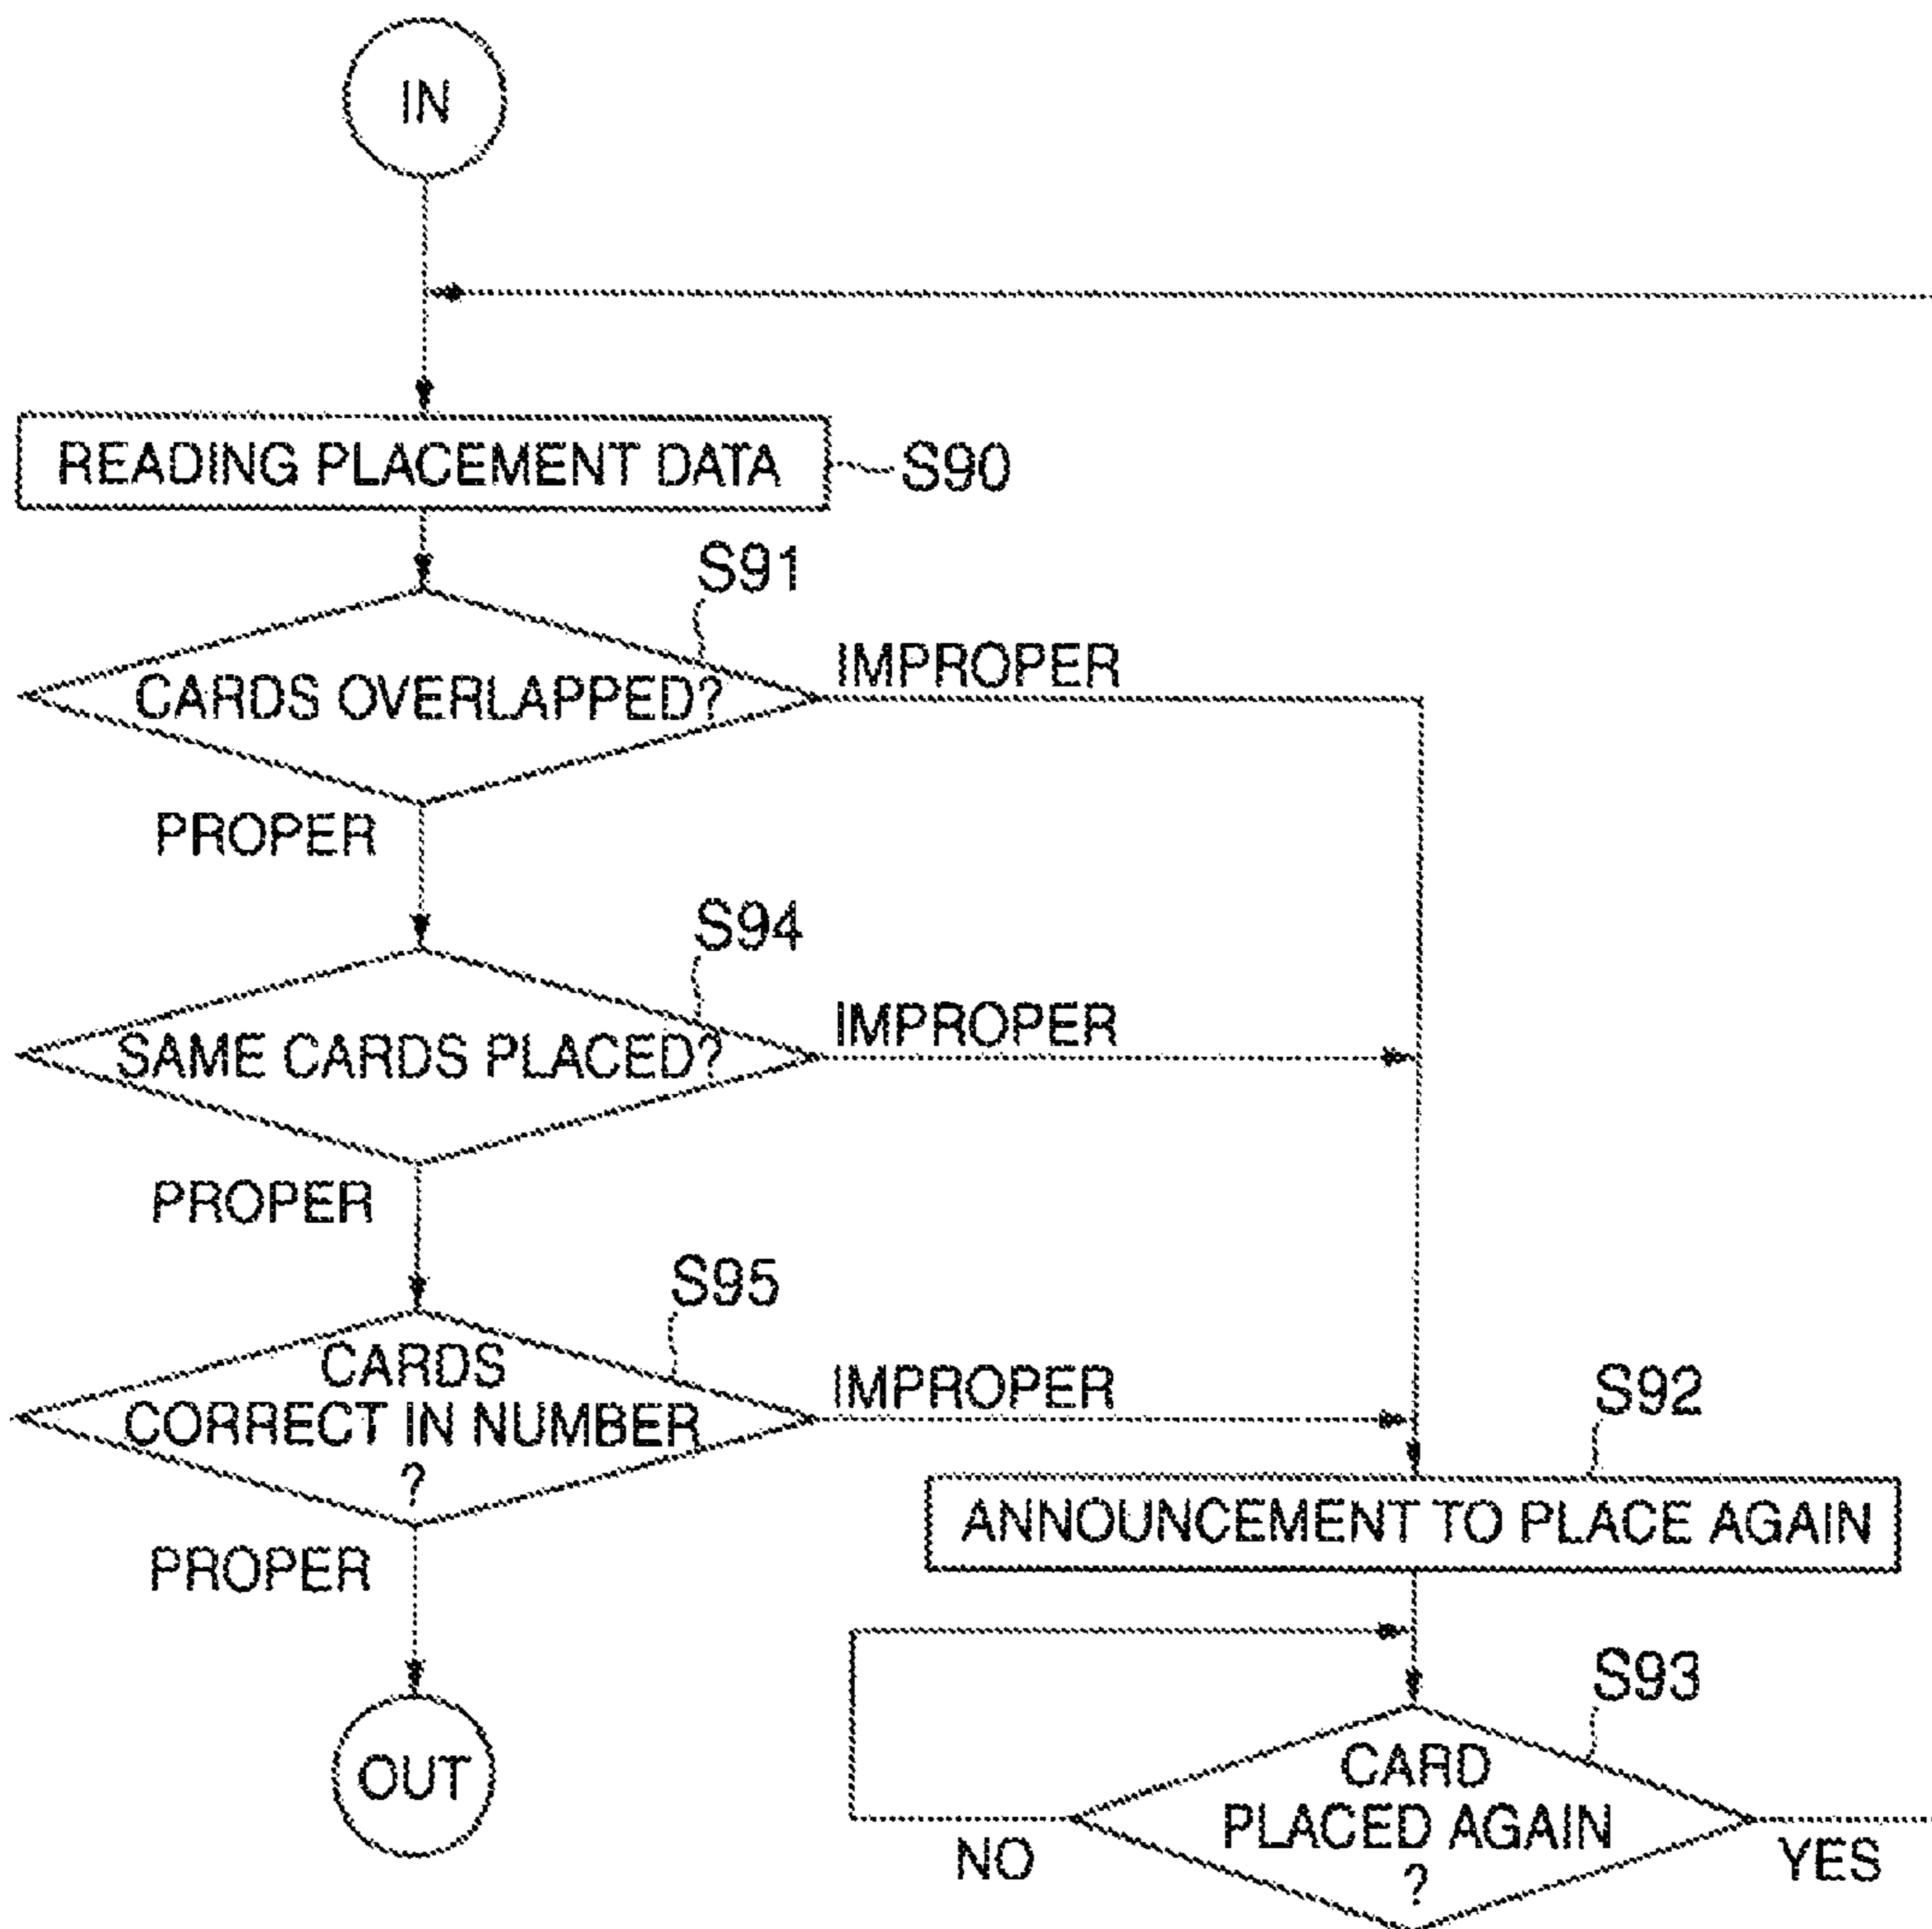 IN
READING PLACEMENT DATA
S90
S91
CARDS OVERLAPPED?
IMPROPER
PROPER
S94
SAME CARDS PLACED?
IMPROPER
PROPER
S95
CARDS
CORRECT IN NUMBER
?
IMPROPER
PROPER
S92
ANNOUNCEMENT TO PLACE AGAIN
S93
CARD
PLACED AGAIN
?
NO
YES
OUT